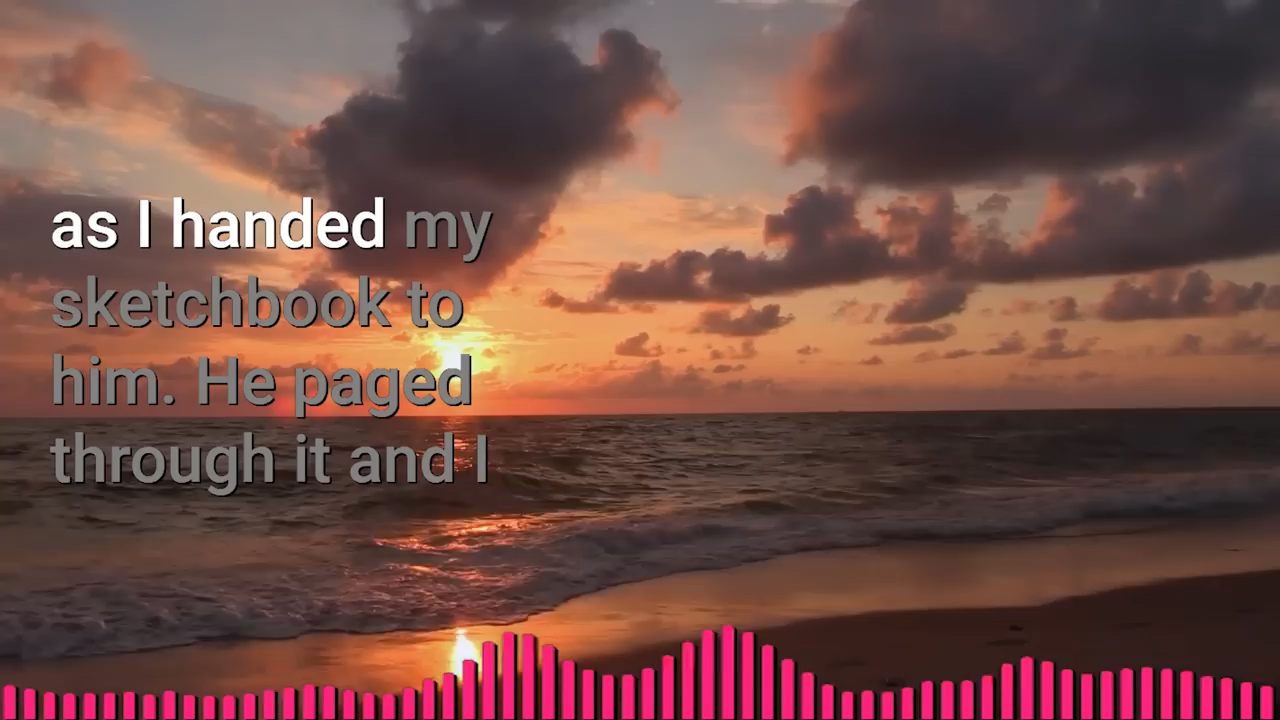 as I handed my
sketchbook to
him. He paged
through it and I